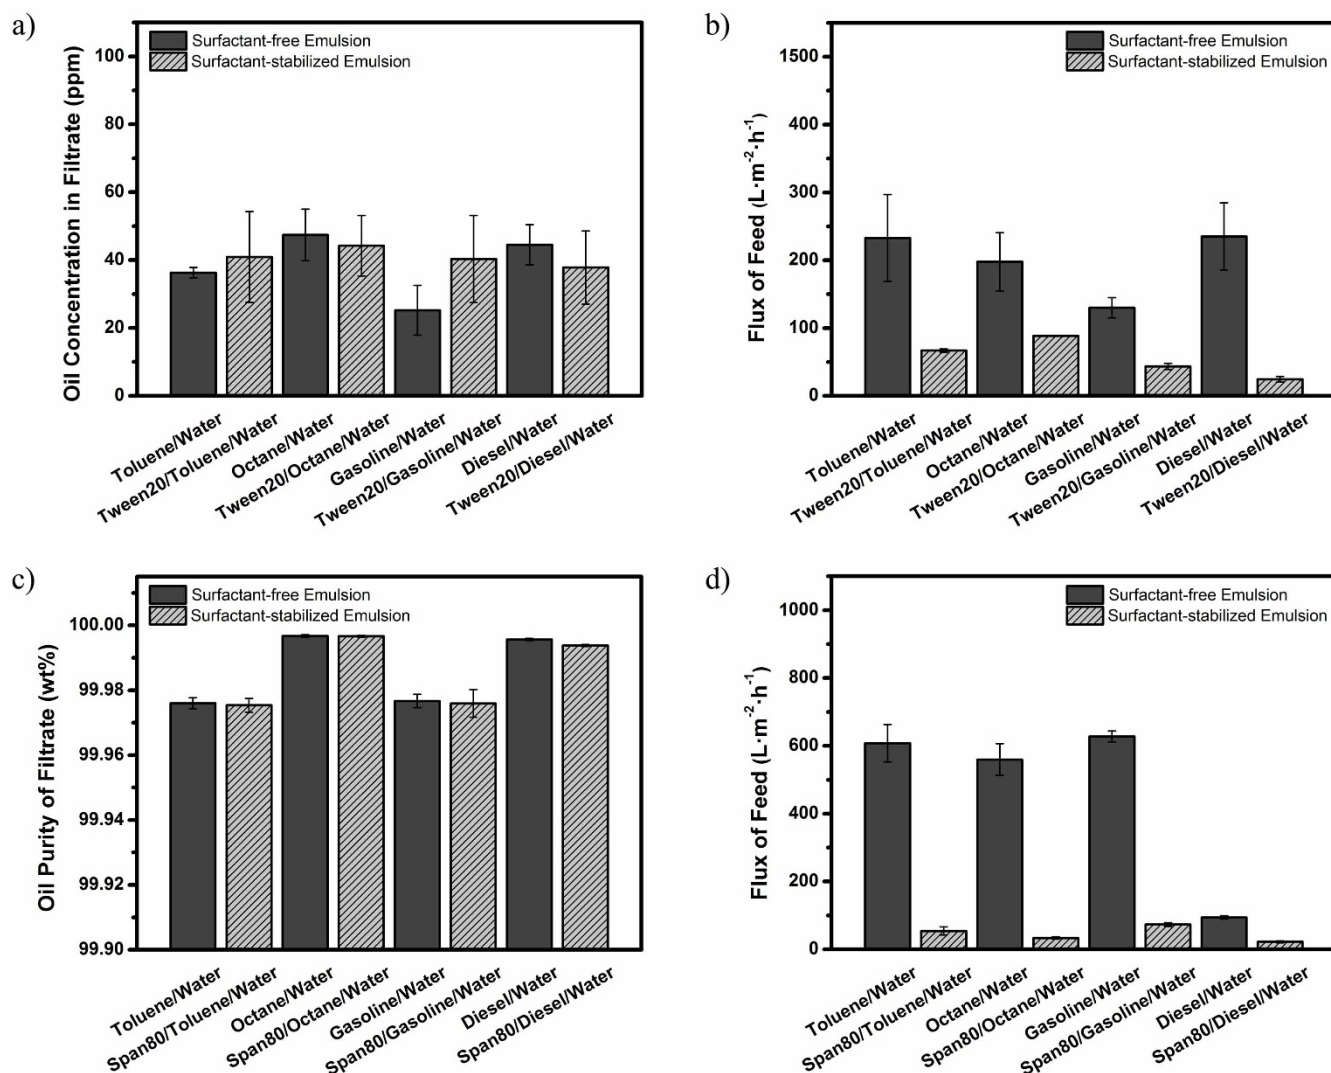 a)
Surfactant-free Emulsion
Surfactant-stabilized Emulsion
Oil Concentration in Filtrate (ppm)
100
80
60
40
20
0
Toluene/Water
Tween20/Toluene/Water
Octane/Water
Tween20/Octane/Water
Gasoline/Water
Tween20/Gasoline/Water
Diesel/Water
Tween20/Diesel/Water
b)
Surfactant-free Emulsion
Surfactant-stabilized Emulsion
Flux of Feed (L·m⁻²·h⁻¹)
1500
400
300
200
100
0
Toluene/Water
Tween20/Toluene/Water
Octane/Water
Tween20/Octane/Water
Gasoline/Water
Tween20/Gasoline/Water
Diesel/Water
Tween20/Diesel/Water
c)
Surfactant-free Emulsion
Surfactant-stabilized Emulsion
Oil Purity of Filtrate (wt%)
100.00
99.98
99.96
99.94
99.92
99.90
Toluene/Water
Span80/Toluene/Water
Octane/Water
Span80/Octane/Water
Gasoline/Water
Span80/Gasoline/Water
Diesel/Water
Span80/Diesel/Water
d)
Surfactant-free Emulsion
Surfactant-stabilized Emulsion
Flux of Feed (L·m⁻²·h⁻¹)
1000
800
600
400
200
0
Toluene/Water
Span80/Toluene/Water
Octane/Water
Span80/Octane/Water
Gasoline/Water
Span80/Gasoline/Water
Diesel/Water
Span80/Diesel/Water